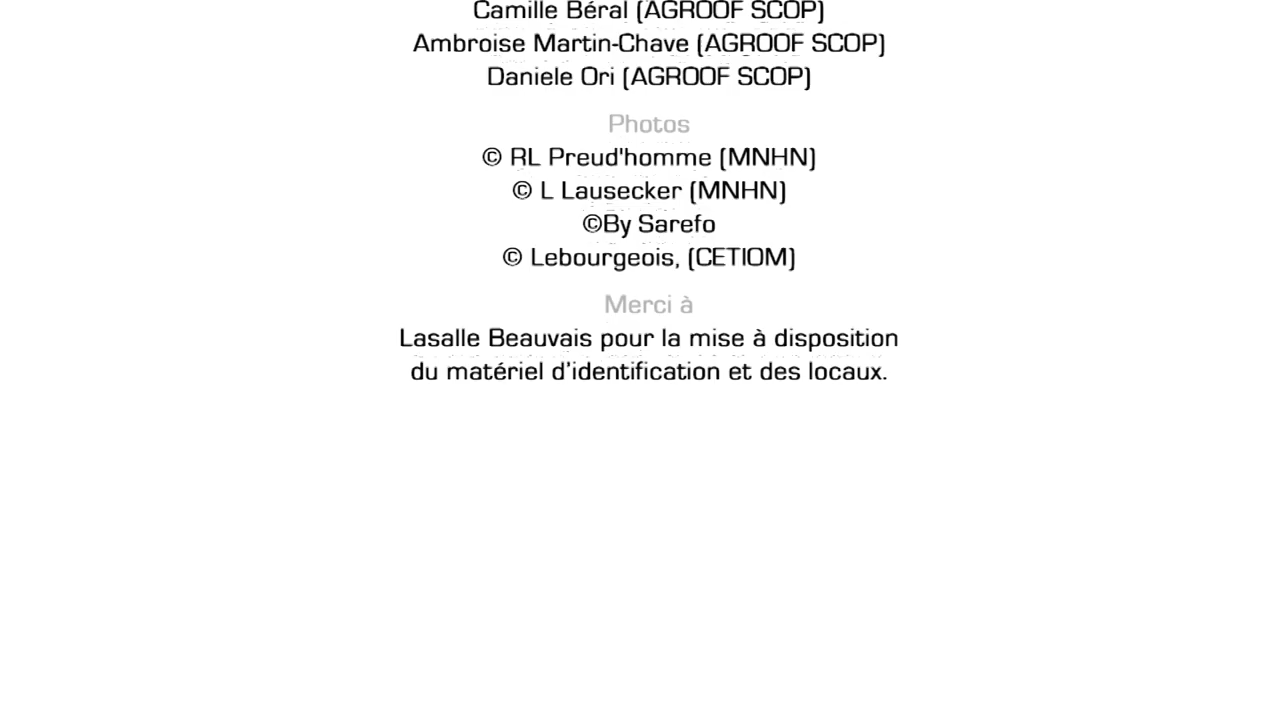 Camille Béral (AGROOF SCOP)
Ambroise Martin-Chave (AGROOF SCOP)
Daniele Ori (AGROOF SCOP)
Photos
© RL Preud'homme (MNHN)
© L Lausecker (MNHN)
©By Sarefo
© Lebourgeois, (CETIOM)
Merci à
Lasalle Beauvais pour la mise à disposition
du matériel d’identification et des locaux.